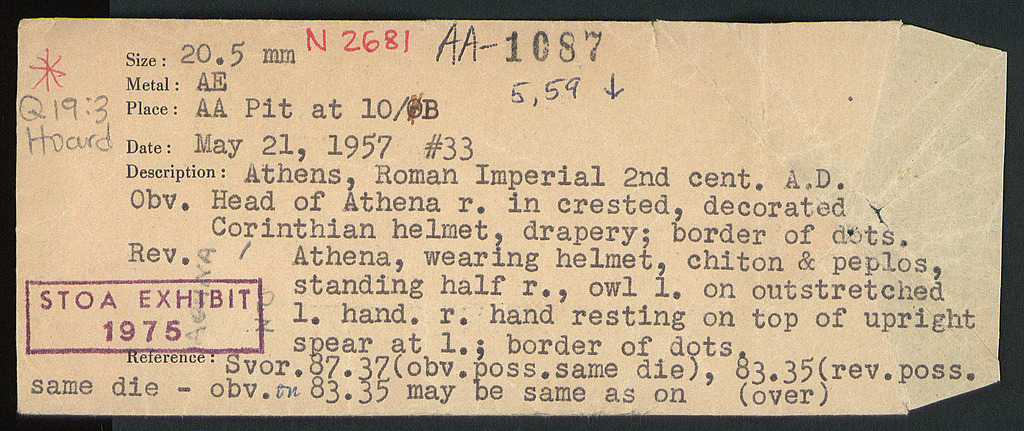 Size: 20.5 mm N 2681 AA-1087
Metal: AE 5,59 ↓
Q19:3 Place: AA Pit at 10/B
Hoard Date: May 21, 1957 #33
Description: Athens, Roman Imperial 2nd cent. A.D.
Obv. Head of Athena r. in crested, decorated
Corinthian helmet, drapery; border of dots.
Rev. Athena, wearing helmet, chiton & peplos,
standing half r., owl l. on outstretched
l. hand. r. hand resting on top of upright
spear at l.; border of dots.
STOA EXHIBIT
1975
Reference: Svor.87.37(obv.poss.same die), 83.35(rev.poss.
same die - obv. on 83.35 may be same as on (over)